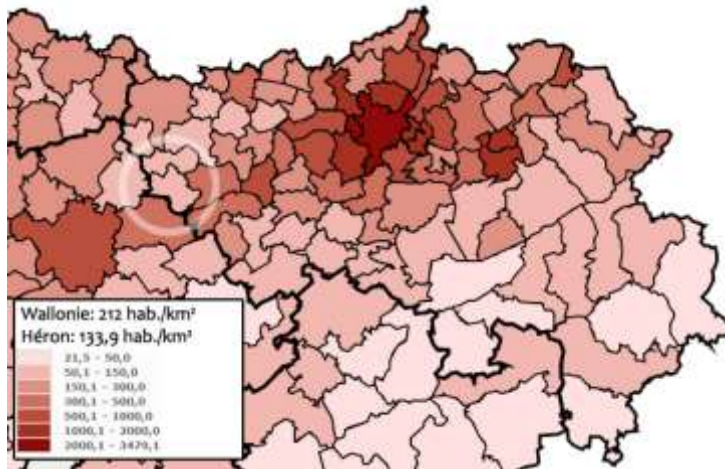 Wallonie: 212 hab./km²
Héron: 133,9 hab./km²
21,5 - 50,0
50,1 - 150,0
150,1 - 300,0
300,1 - 500,0
500,1 - 1000,0
1000,1 - 2000,0
2000,1 - 3479,1